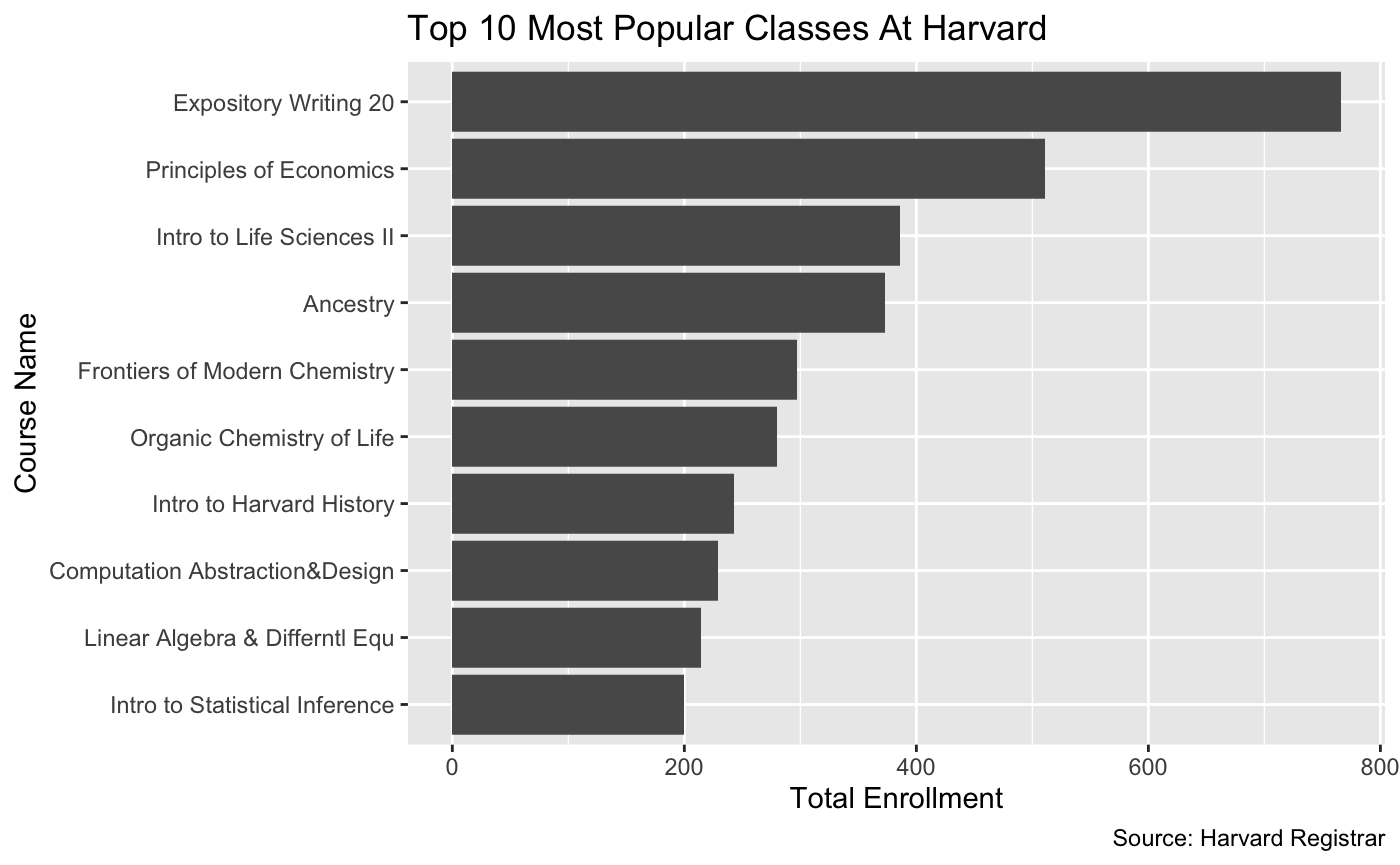 Top 10 Most Popular Classes At Harvard
Course Name
Expository Writing 20
Principles of Economics
Intro to Life Sciences II
Ancestry
Frontiers of Modern Chemistry
Organic Chemistry of Life
Intro to Harvard History
Computation Abstraction&Design
Linear Algebra & Differntl Equ
Intro to Statistical Inference
0 200 400 600 800
Total Enrollment
Source: Harvard Registrar